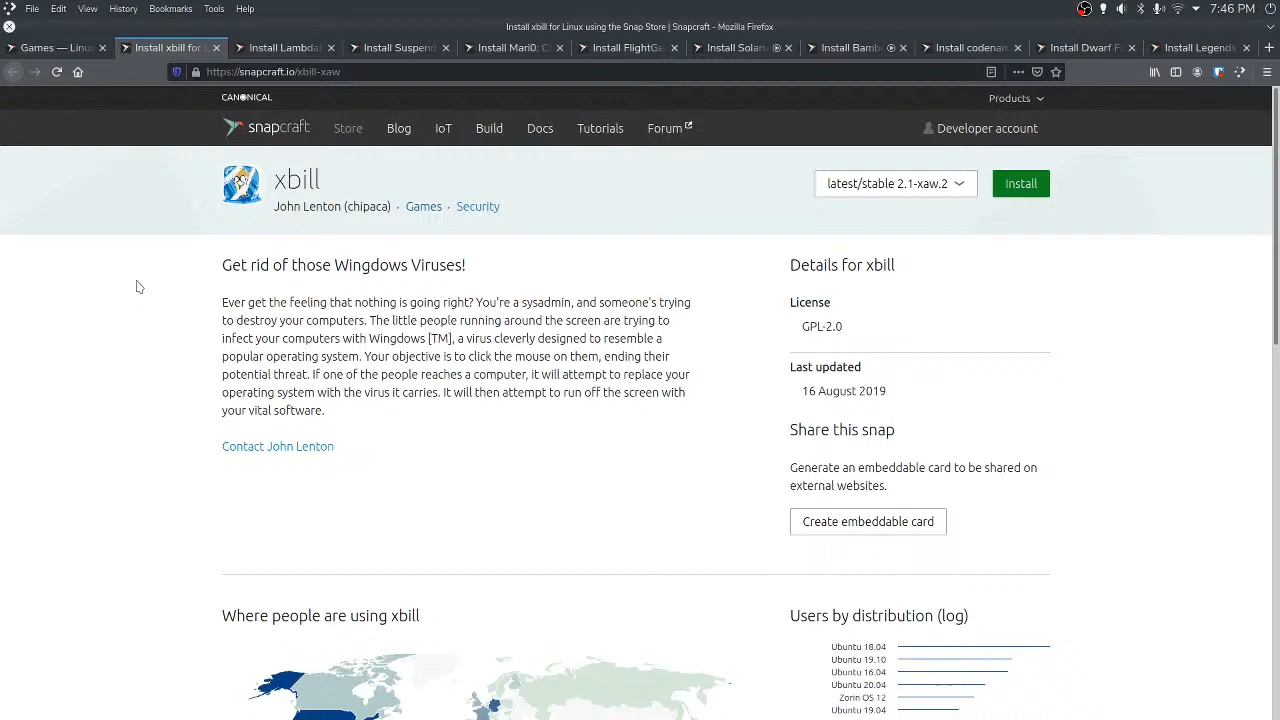 File Edit View History Bookmarks Tools Help 7:46 PM
Install xbill for Linux using the Snap Store | Snapcraft - Mozilla Firefox
Games — Linu Install xbill for L Install Lambda Install Suspend Install Mari0: C Install FlightGe Install Solar Install Bamb Install codenam Install Dwarf F Install Legends
https://snapcraft.io/xbill-xaw
CANONICAL Products
snapcraft Store Blog IoT Build Docs Tutorials Forum Developer account
xbill
latest/stable 2.1-xaw.2 Install
John Lenton (chipaca) · Games · Security
Get rid of those Wingdows Viruses!
Ever get the feeling that nothing is going right? You're a sysadmin, and someone's trying
to destroy your computers. The little people running around the screen are trying to
infect your computers with Wingdows [TM], a virus cleverly designed to resemble a
popular operating system. Your objective is to click the mouse on them, ending their
potential threat. If one of the people reaches a computer, it will attempt to replace your
operating system with the virus it carries. It will then attempt to run off the screen with
your vital software.
Contact John Lenton
Details for xbill
License
GPL-2.0
Last updated
16 August 2019
Share this snap
Generate an embeddable card to be shared on
external websites.
Create embeddable card
Where people are using xbill
Users by distribution (log)
Ubuntu 18.04
Ubuntu 19.10
Ubuntu 16.04
Ubuntu 20.04
Zorin OS 12
Ubuntu 19.04